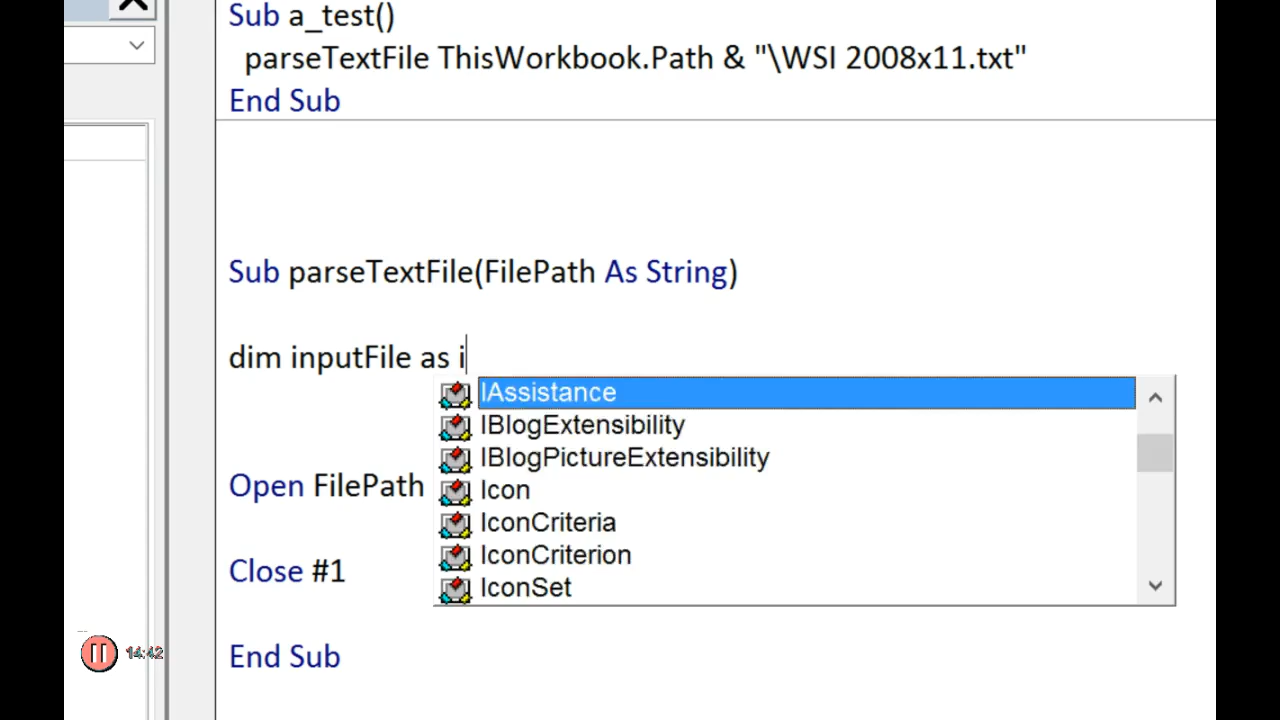 Sub a_test()
parseTextFile ThisWorkbook.Path & "\WSI 2008x11.txt"
End Sub
Sub parseTextFile(FilePath As String)
dim inputFile as i
IAssistance
IBlogExtensibility
IBlogPictureExtensibility
Icon
Open FilePath
IconCriteria
IconCriterion
Close #1
IconSet
End Sub
14:42